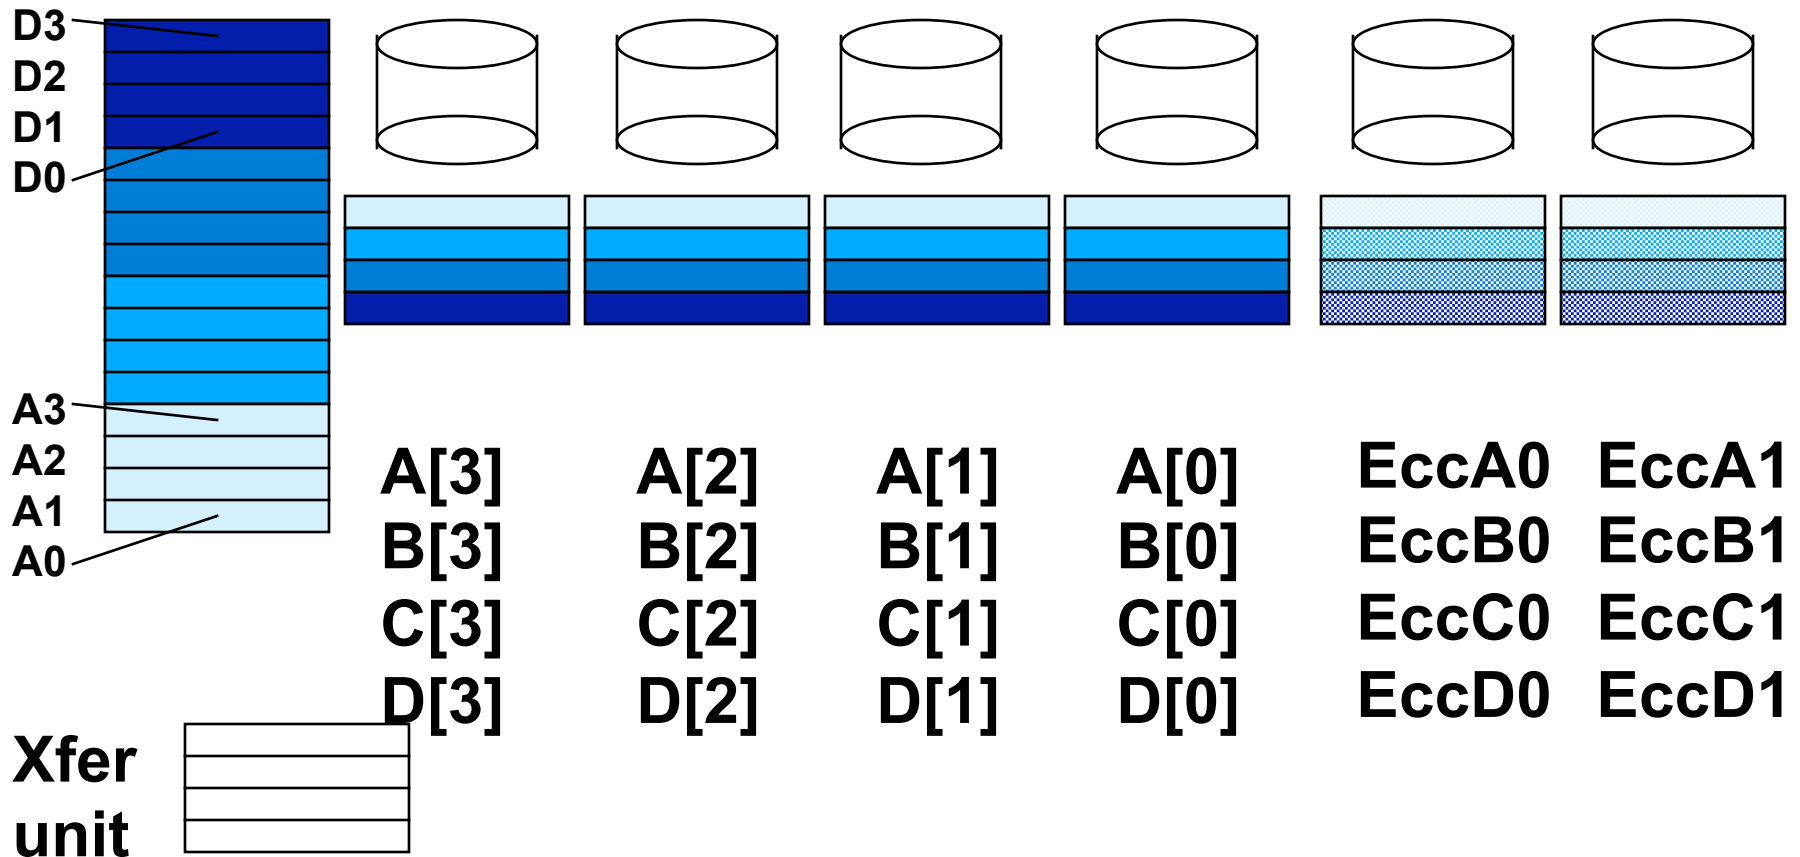 D3
D2
D1
D0
A3
A2
A1
A0
A[3] A[2] A[1] A[0] EccA0 EccA1
B[3] B[2] B[1] B[0] EccB0 EccB1
C[3] C[2] C[1] C[0] EccC0 EccC1
D[3] D[2] D[1] D[0] EccD0 EccD1
Xfer
unit